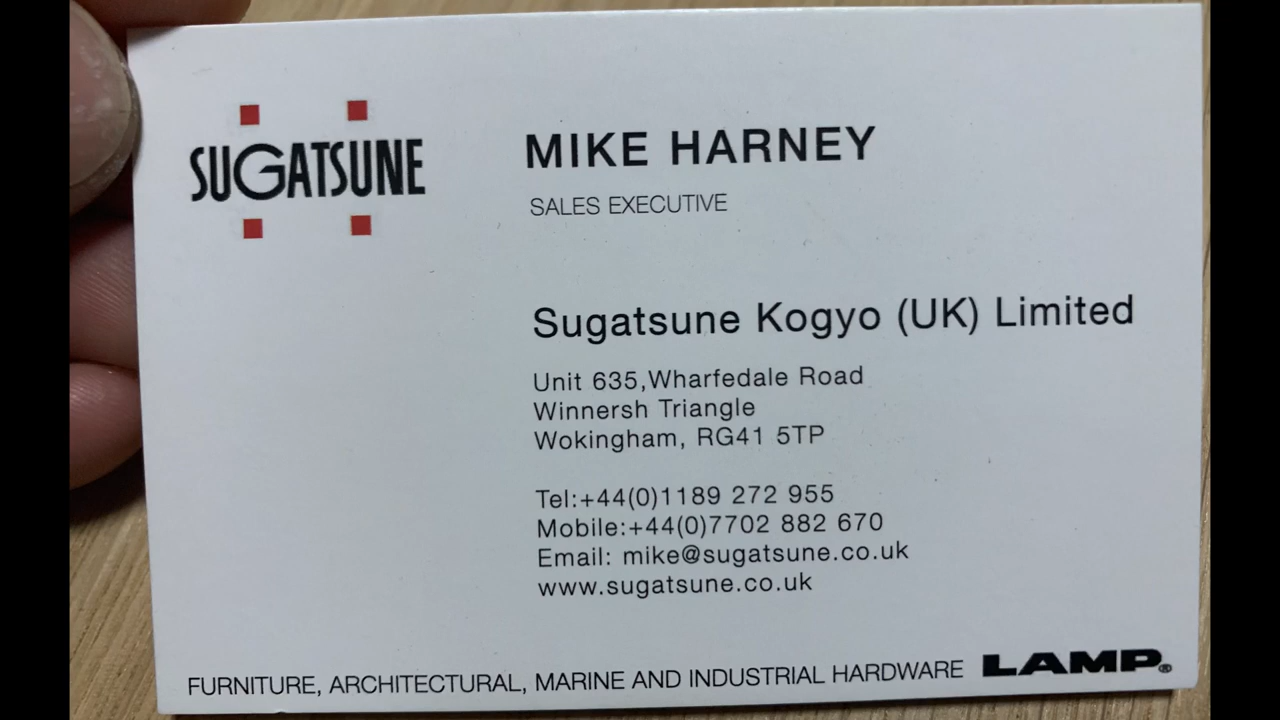 SUGATSUNE
MIKE HARNEY
SALES EXECUTIVE
Sugatsune Kogyo (UK) Limited
Unit 635,Wharfedale Road
Winnersh Triangle
Wokingham, RG41 5TP
Tel:+44(0)1189 272 955
Mobile:+44(0)7702 882 670
Email: mike@sugatsune.co.uk
www.sugatsune.co.uk
FURNITURE, ARCHITECTURAL, MARINE AND INDUSTRIAL HARDWARE LAMP®